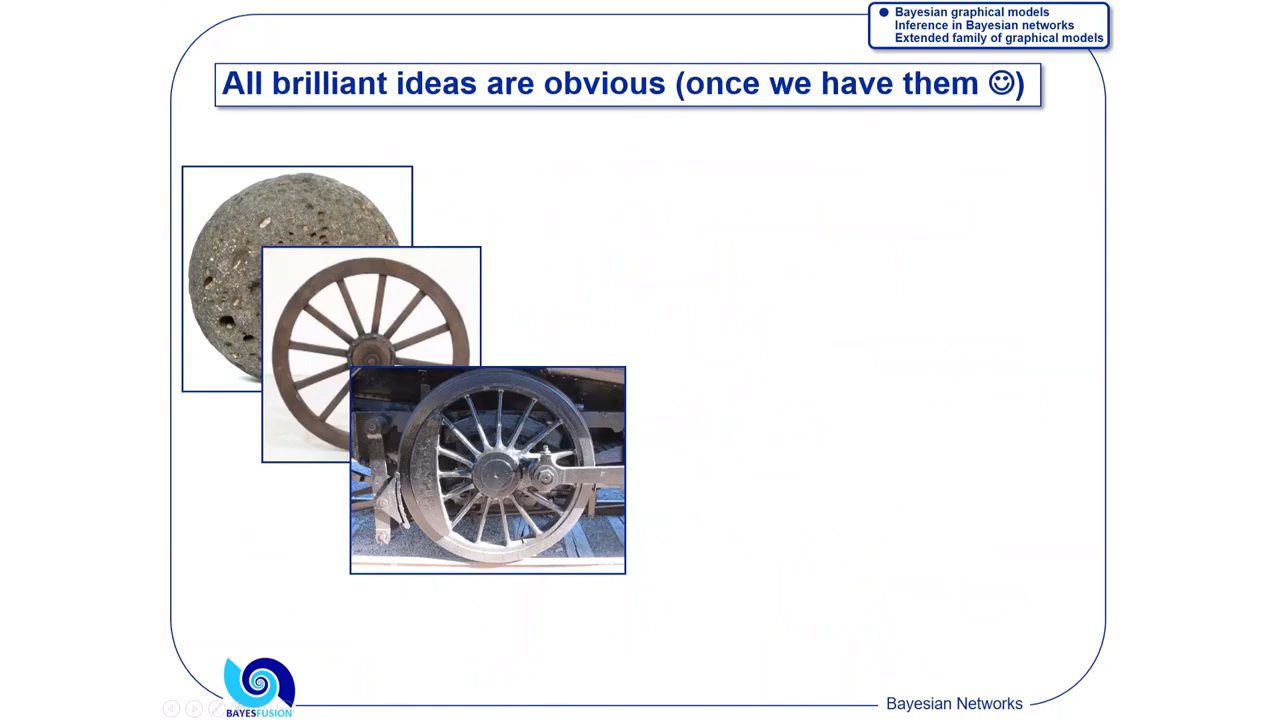 Bayesian graphical models
Inference in Bayesian networks
Extended family of graphical models
All brilliant ideas are obvious (once we have them ☺)
BAYESFUSION
Bayesian Networks